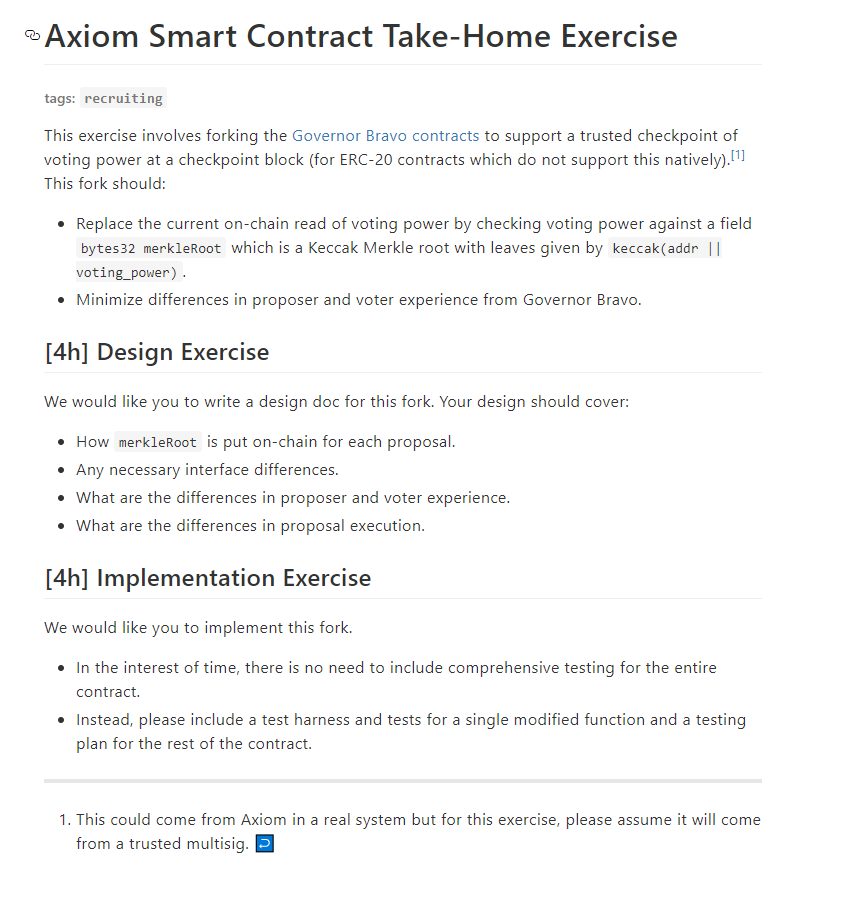 Axiom Smart Contract Take-Home Exercise
tags: recruiting
This exercise involves forking the Governor Bravo contracts to support a trusted checkpoint of
voting power at a checkpoint block (for ERC-20 contracts which do not support this natively).[1]
This fork should:
• Replace the current on-chain read of voting power by checking voting power against a field
bytes32 merkleRoot which is a Keccak Merkle root with leaves given by keccak(addr ||
voting_power) .
• Minimize differences in proposer and voter experience from Governor Bravo.
[4h] Design Exercise
We would like you to write a design doc for this fork. Your design should cover:
• How merkleRoot is put on-chain for each proposal.
• Any necessary interface differences.
• What are the differences in proposer and voter experience.
• What are the differences in proposal execution.
[4h] Implementation Exercise
We would like you to implement this fork.
• In the interest of time, there is no need to include comprehensive testing for the entire
contract.
• Instead, please include a test harness and tests for a single modified function and a testing
plan for the rest of the contract.
1. This could come from Axiom in a real system but for this exercise, please assume it will come
from a trusted multisig.